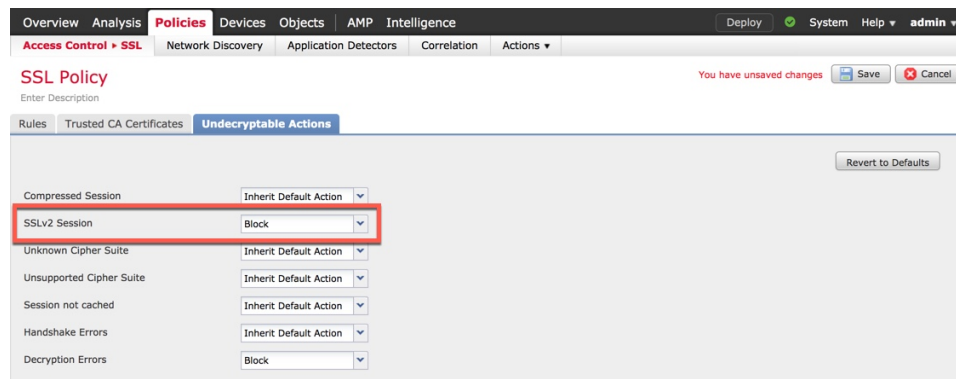 Overview Analysis Policies Devices Objects AMP Intelligence Deploy System Help admin
Access Control ▸ SSL Network Discovery Application Detectors Correlation Actions
SSL Policy
You have unsaved changes Save Cancel
Enter Description
Rules Trusted CA Certificates Undecryptable Actions
Revert to Defaults
Compressed Session Inherit Default Action
SSLv2 Session Block
Unknown Cipher Suite Inherit Default Action
Unsupported Cipher Suite Inherit Default Action
Session not cached Inherit Default Action
Handshake Errors Inherit Default Action
Decryption Errors Block